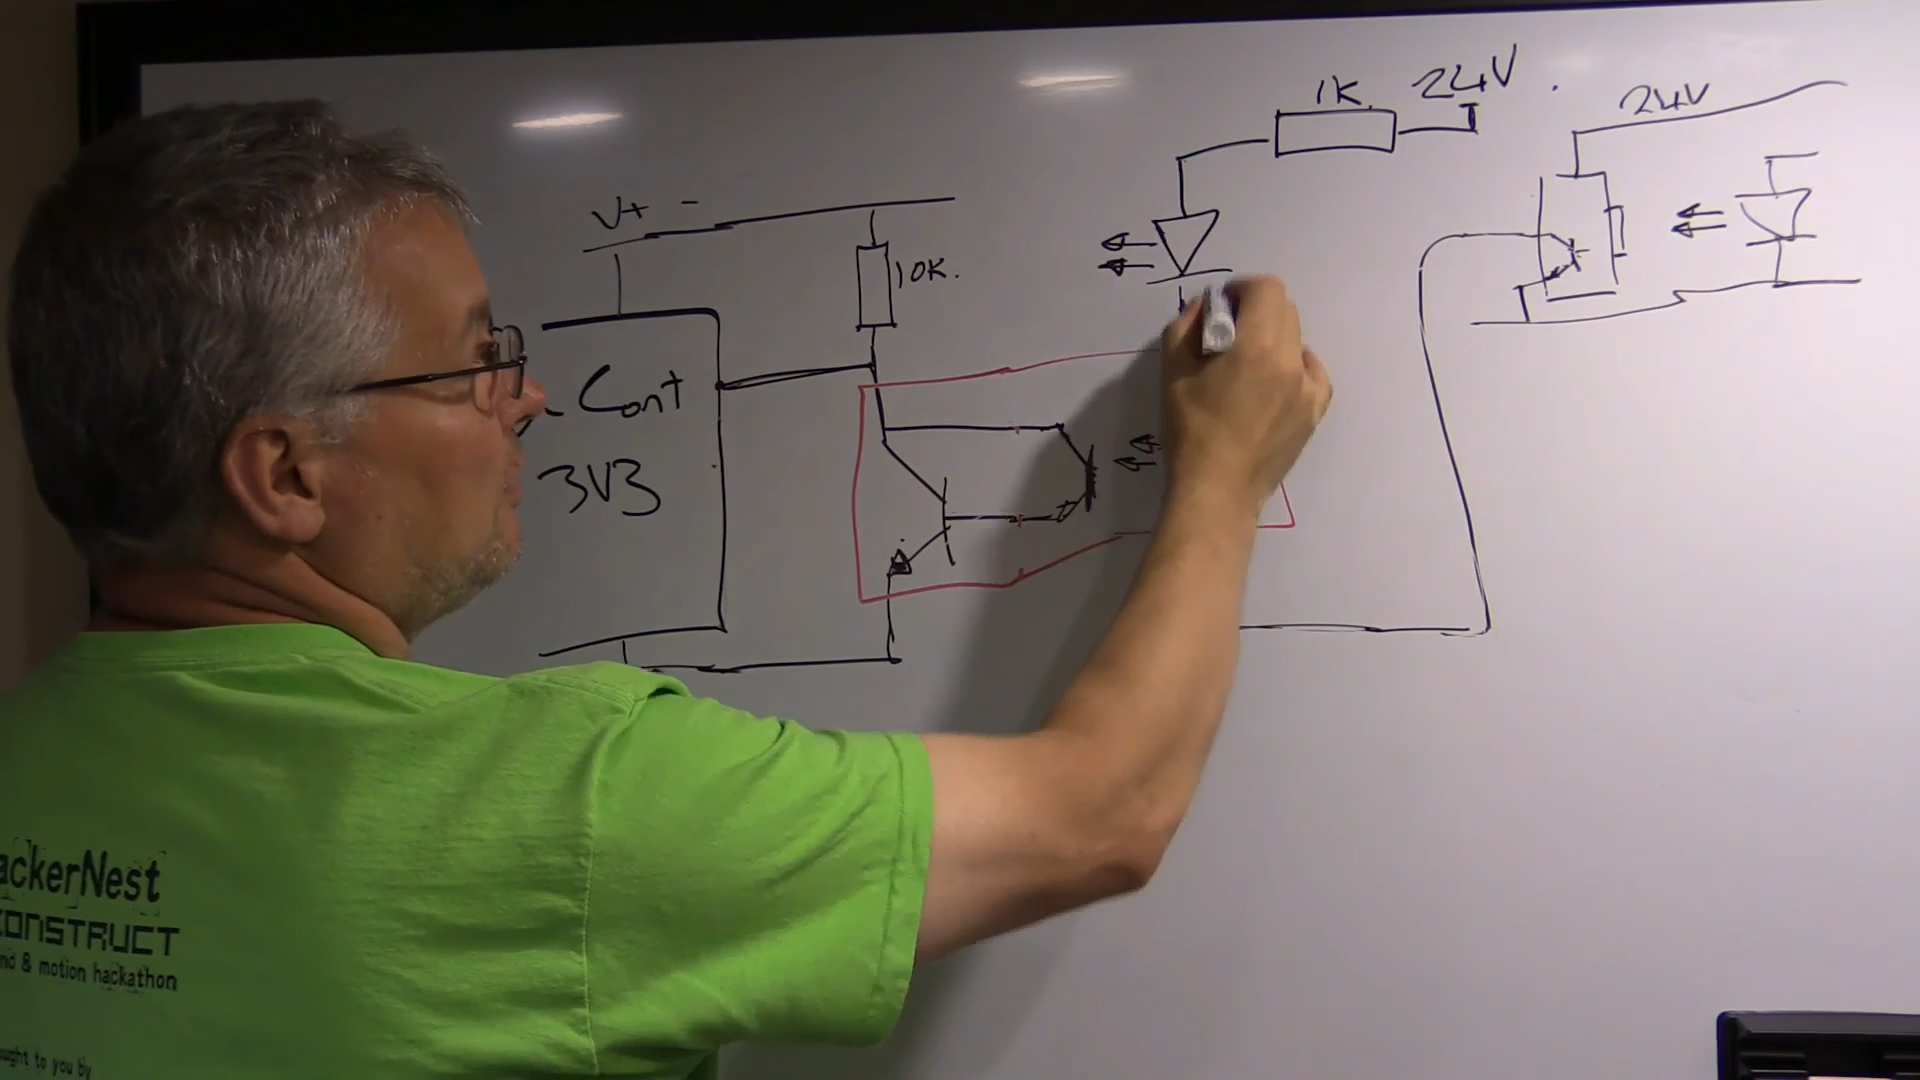 1K. 24V.
24V
V+ -
10K.
Cont
3V3
ackerNest
CONSTRUCT
nd & motion hackathon
ught to you by